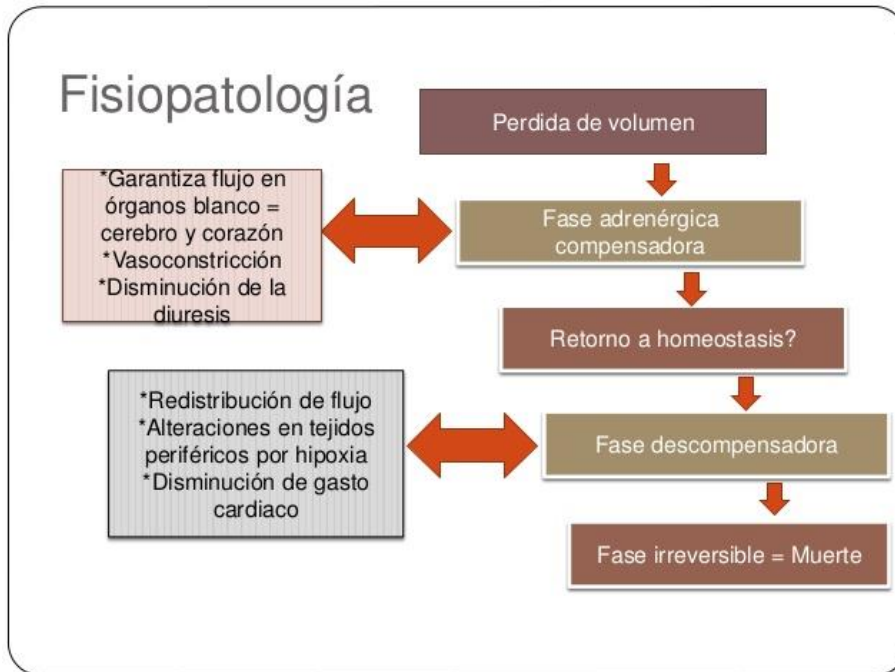 Fisiopatología
Perdida de volumen
*Garantiza flujo en
órganos blanco =
cerebro y corazón
*Vasoconstricción
*Disminución de la
diuresis
Fase adrenérgica
compensadora
Retorno a homeostasis?
*Redistribución de flujo
*Alteraciones en tejidos
periféricos por hipoxia
*Disminución de gasto
cardiaco
Fase descompensadora
Fase irreversible = Muerte